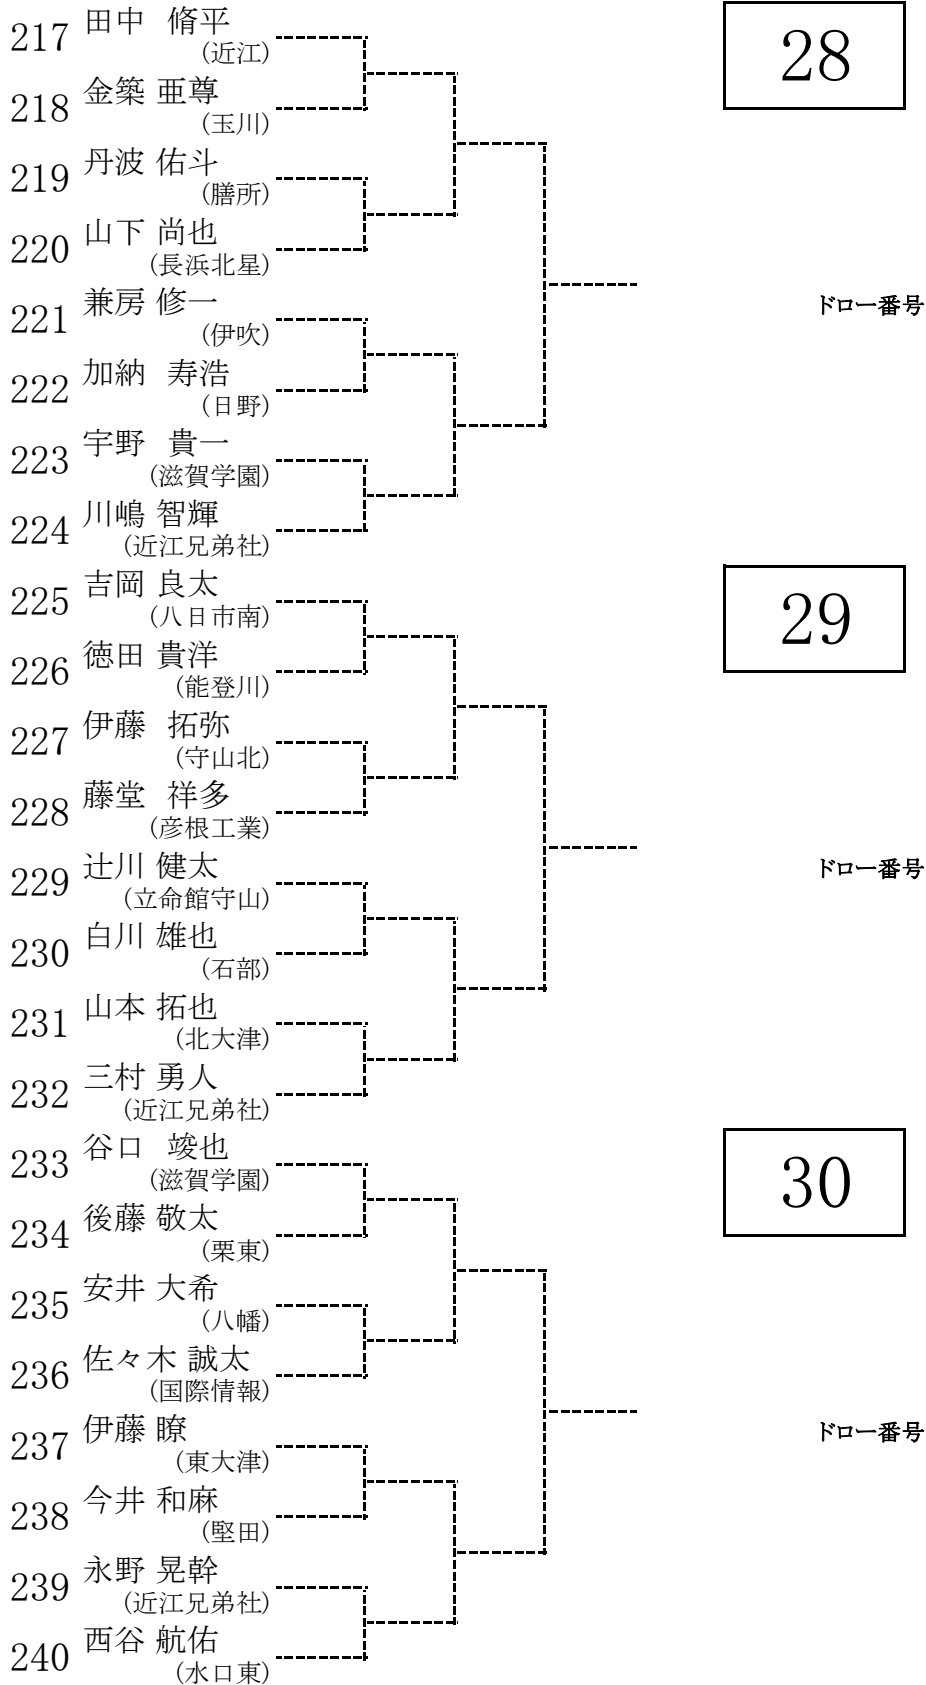 217 田中 脩平
(近江)
28
218 金築 亜尊
(玉川)
219 丹波 佑斗
(膳所)
220 山下 尚也
(長浜北星)
221 兼房 修一
(伊吹)
ドロー番号
222 加納 寿浩
(日野)
223 宇野 貴一
(滋賀学園)
224 川嶋 智輝
(近江兄弟社)
225 吉岡 良太
(八日市南)
29
226 徳田 貴洋
(能登川)
227 伊藤 拓弥
(守山北)
228 藤堂 祥多
(彦根工業)
229 辻川 健太
(立命館守山)
ドロー番号
230 白川 雄也
(石部)
231 山本 拓也
(北大津)
232 三村 勇人
(近江兄弟社)
233 谷口 竣也
(滋賀学園)
30
234 後藤 敬太
(栗東)
235 安井 大希
(八幡)
236 佐々木 誠太
(国際情報)
237 伊藤 瞭
(東大津)
ドロー番号
238 今井 和麻
(堅田)
239 永野 晃幹
(近江兄弟社)
240 西谷 航佑
(水口東)